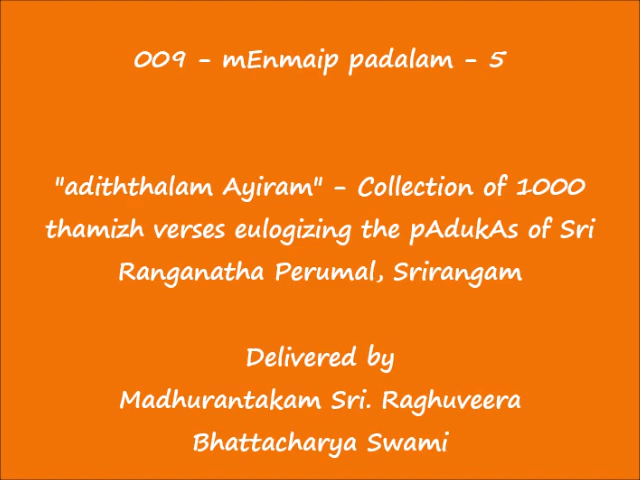 009 - mEnmaip padalam - 5
"adiththalam Ayiram" - Collection of 1000
thamizh verses eulogizing the pAdukAs of Sri
Ranganatha Perumal, Srirangam
Delivered by
Madhurantakam Sri. Raghuveera
Bhattacharya Swami